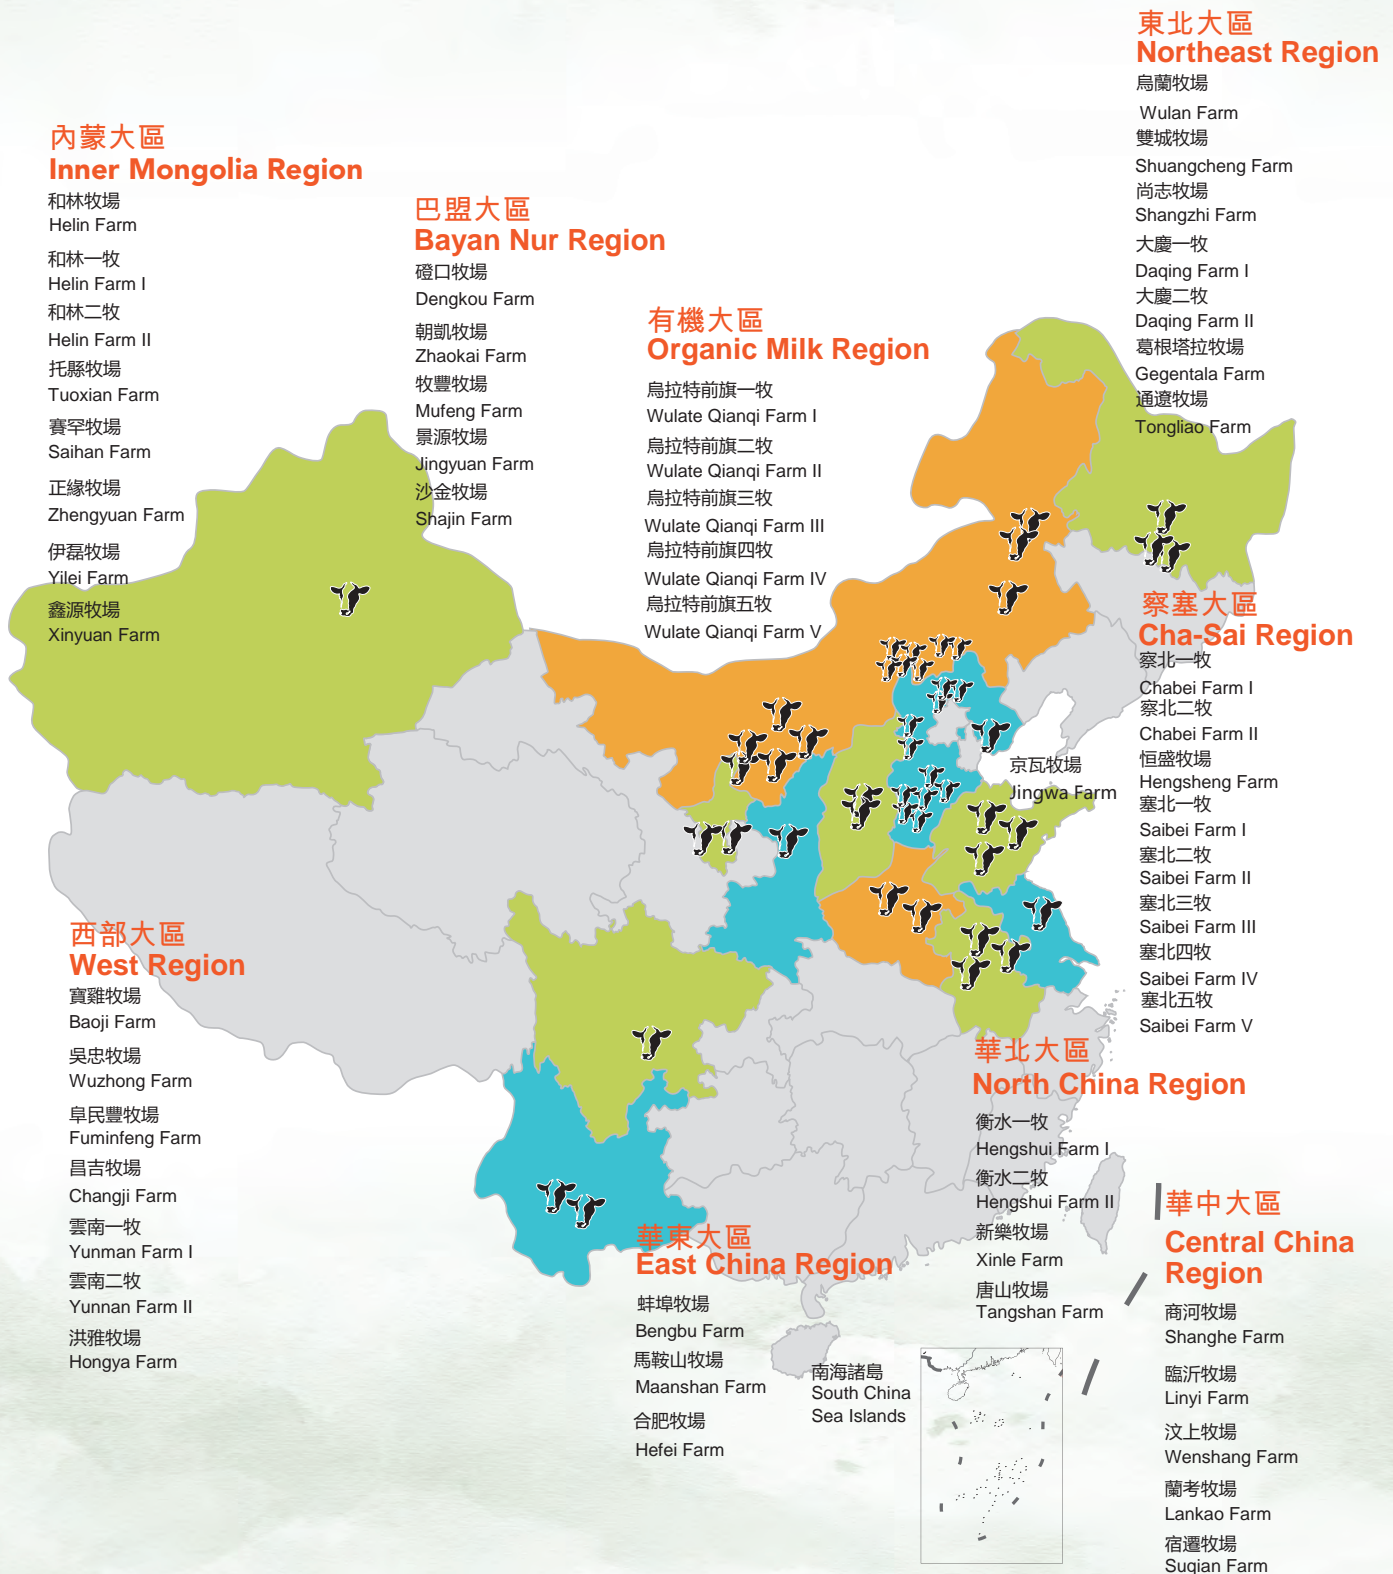 東北大區
Northeast Region
烏蘭牧場
Wulan Farm
雙城牧場
Shuangcheng Farm
尚志牧場
Shangzhi Farm
大慶一牧
Daqing Farm I
大慶二牧
Daqing Farm II
葛根塔拉牧場
Gegentala Farm
通遼牧場
Tongliao Farm
內蒙大區
Inner Mongolia Region
和林牧場
Helin Farm
和林一牧
Helin Farm I
和林二牧
Helin Farm II
托縣牧場
Tuoxian Farm
賽罕牧場
Saihan Farm
正緣牧場
Zhengyuan Farm
伊磊牧場
Yilei Farm
鑫源牧場
Xinyuan Farm
巴盟大區
Bayan Nur Region
磴口牧場
Dengkou Farm
朝凱牧場
Zhaokai Farm
牧豐牧場
Mufeng Farm
景源牧場
Jingyuan Farm
沙金牧場
Shajin Farm
有機大區
Organic Milk Region
烏拉特前旗一牧
Wulate Qianqi Farm I
烏拉特前旗二牧
Wulate Qianqi Farm II
烏拉特前旗三牧
Wulate Qianqi Farm III
烏拉特前旗四牧
Wulate Qianqi Farm IV
烏拉特前旗五牧
Wulate Qianqi Farm V
察塞大區
Cha-Sai Region
察北一牧
Chabei Farm I
察北二牧
Chabei Farm II
恒盛牧場
Hengsheng Farm
塞北一牧
Saibei Farm I
塞北二牧
Saibei Farm II
塞北三牧
Saibei Farm III
塞北四牧
Saibei Farm IV
塞北五牧
Saibei Farm V
京瓦牧場
Jingwa Farm
西部大區
West Region
寶雞牧場
Baoji Farm
吳忠牧場
Wuzhong Farm
阜民豐牧場
Fuminfeng Farm
昌吉牧場
Changji Farm
雲南一牧
Yunman Farm I
雲南二牧
Yunnan Farm II
洪雅牧場
Hongya Farm
華北大區
North China Region
衡水一牧
Hengshui Farm I
衡水二牧
Hengshui Farm II
新樂牧場
Xinle Farm
唐山牧場
Tangshan Farm
華東大區
East China Region
蚌埠牧場
Bengbu Farm
馬鞍山牧場
Maanshan Farm
合肥牧場
Hefei Farm
南海諸島
South China
Sea Islands
華中大區
Central China
Region
商河牧場
Shanghe Farm
臨沂牧場
Linyi Farm
汶上牧場
Wenshang Farm
蘭考牧場
Lankao Farm
宿遷牧場
Suqian Farm